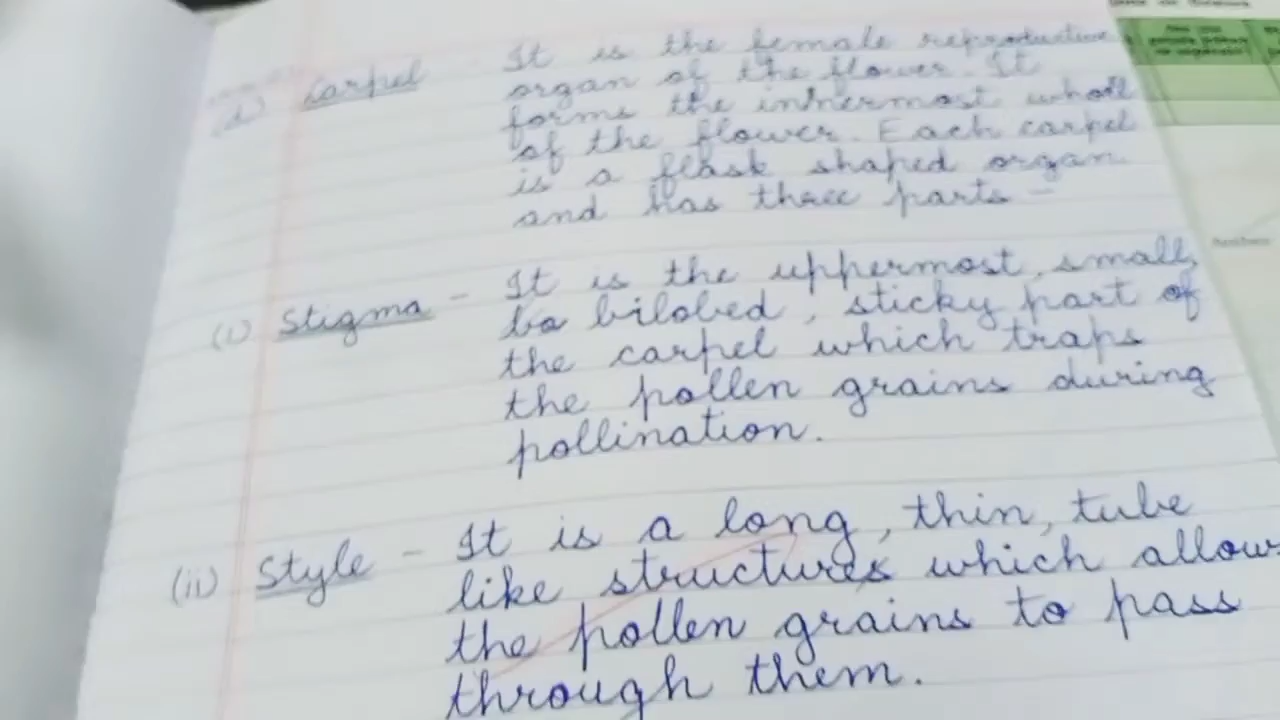 d) Carpel - It is the female reproductive
organ of the flower. It
forms the innermost whorl
of the flower. Each carpel
is a flask shaped organ
and has three parts -
(i) Stigma - It is the uppermost, small,
bilobed, sticky part of
the carpel which traps
the pollen grains during
pollination.
(ii) Style - It is a long, thin, tube
like structures which allows
the pollen grains to pass
through them.